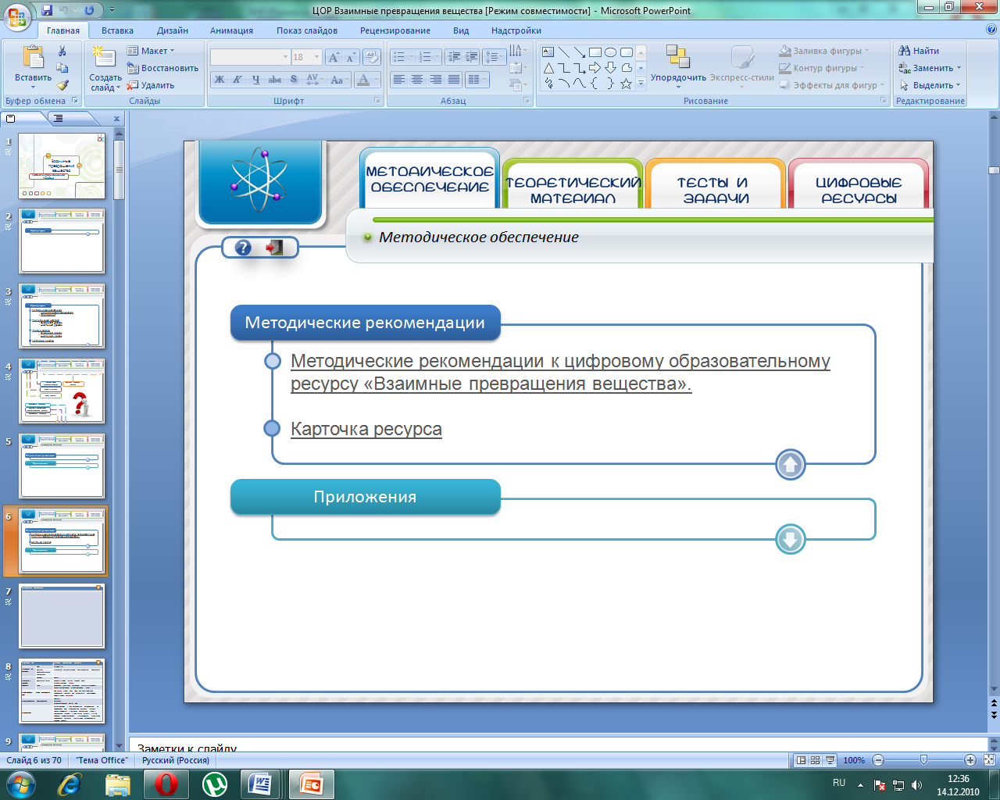 ЦОР Взаимные превращения вещества [Режим совместимости] - Microsoft PowerPoint
Главная Вставка Дизайн Анимация Показ слайдов Рецензирование Вид Надстройки
Вставить
Буфер обмена
Создать слайд
Макет
Восстановить
Удалить
Слайды
18
Ж К Ч abc S AV Aa A
Шрифт
Абзац
Упорядочить
Экспресс-стили
Заливка фигуры
Контур фигуры
Эффекты для фигур
Рисование
Найти
Заменить
Выделить
Редактирование
1
Взаимные
превращения
вещества
2
3
4
5
6
7
8
9
МЕТОДИЧЕСКОЕ
ОБЕСПЕЧЕНИЕ
ТЕОРЕТИЧЕСКИЙ
МАТЕРИАЛ
ТЕСТЫ И
ЗАДАЧИ
ЦИФРОВЫЕ
РЕСУРСЫ
Методическое обеспечение
Методические рекомендации
Методические рекомендации к цифровому образовательному
ресурсу «Взаимные превращения вещества».
Карточка ресурса
Приложения
Заметки к слайду
Слайд 6 из 70 "Тема Office" Русский (Россия) 100%
RU 12:36
14.12.2010